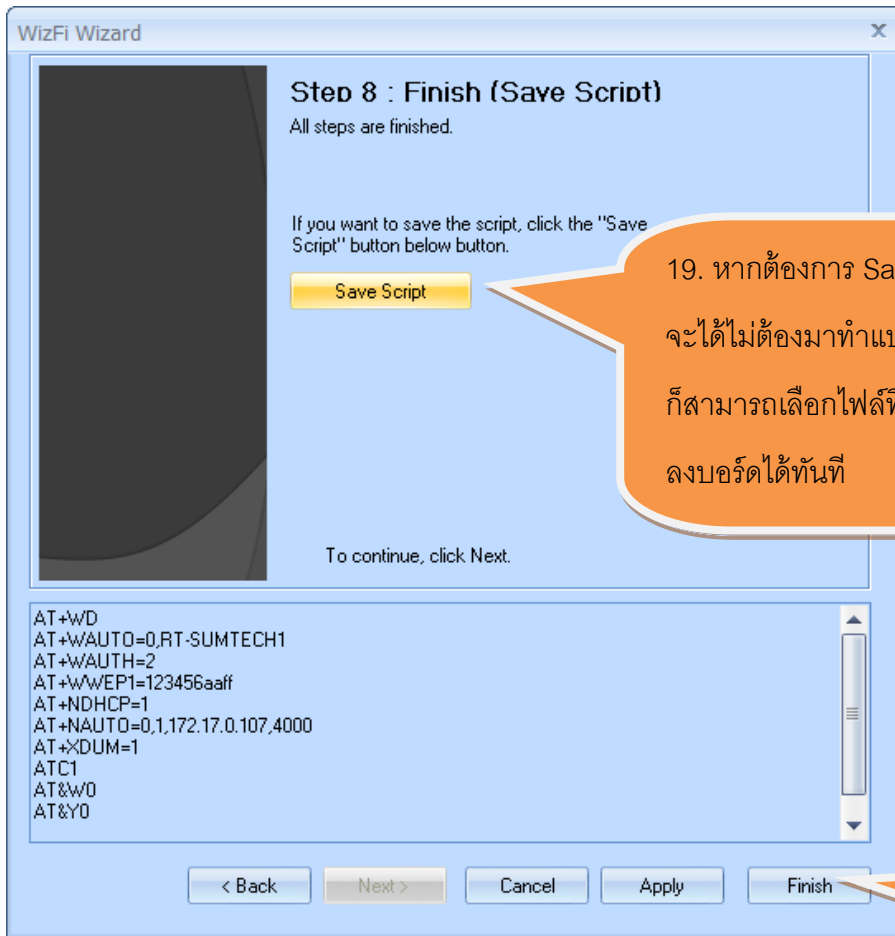 WizFi Wizard
x
Step 8 : Finish (Save Script)
All steps are finished.
If you want to save the script, click the "Save
Script" button below button.
Save Script
19. หากต้องการ Sa
จะได้ไม่ต้องมาทำแบ
ก็สามารถเลือกไฟล์ที
ลงบอร์ดได้ทันที
To continue, click Next.
AT+WD
AT+WAUTO=0,RT-SUMTECH1
AT+WAUTH=2
AT+WWEP1=123456aaff
AT+NDHCP=1
AT+NAUTO=0,1,172.17.0.107,4000
AT+XDUM=1
ATC1
AT&W0
AT&Y0
< Back Next > Cancel Apply Finish